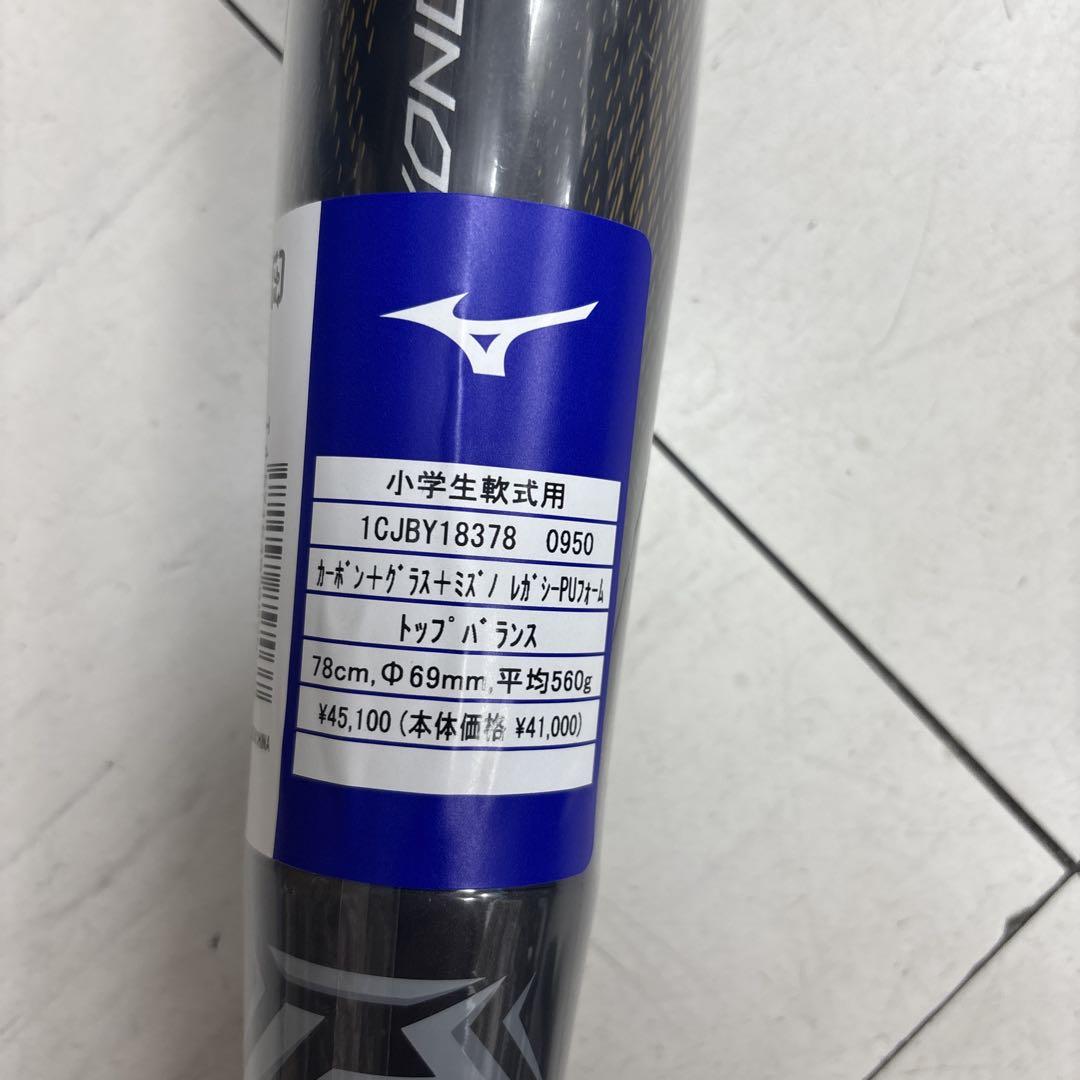 YOND
小学生軟式用
1CJBY18378 0950
ｶｰﾎﾞﾝ+ｸﾞﾗｽ+ﾐｽﾞﾉ ﾚｶﾞｼｰPUﾌｫｰﾑ
ﾄｯﾌﾟﾊﾞﾗﾝｽ
78cm,Φ69mm,平均560g
¥45,100(本体価格 ¥41,000)
CHINA